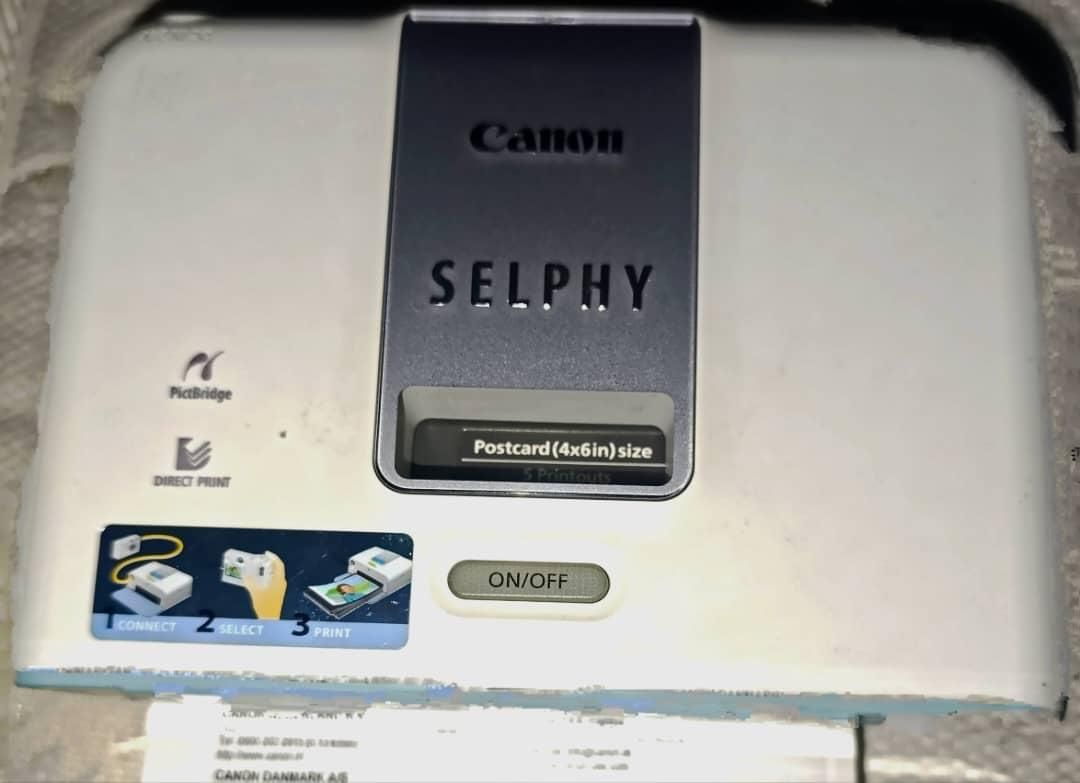 Canon
SELPHY
PictBridge
DIRECT PRINT
Postcard (4x6in) size
5 Printouts
ON/OFF
1 CONNECT 2 SELECT 3 PRINT
CANON DANMARK A/S